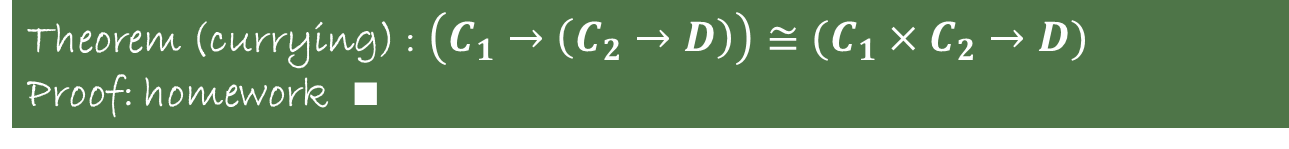 Theorem (currying) : (C₁ → (C₂ → D)) ≅ (C₁ × C₂ → D)
Proof: homework ■